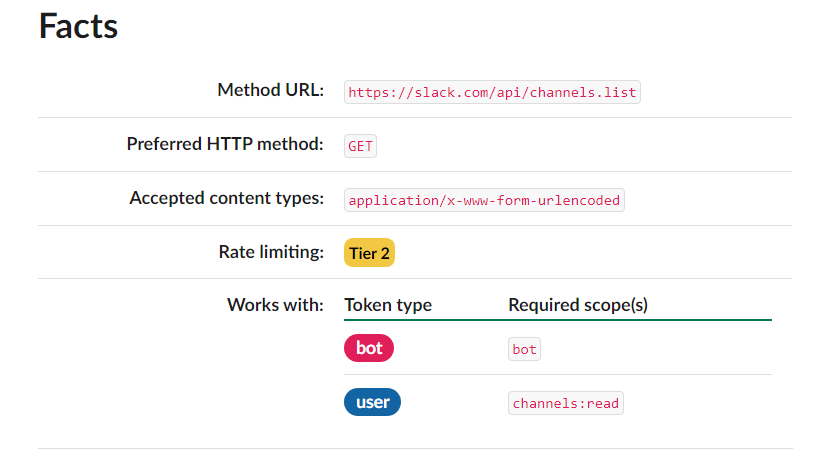 Facts
Method URL: https://slack.com/api/channels.list
Preferred HTTP method: GET
Accepted content types: application/x-www-form-urlencoded
Rate limiting: Tier 2
Works with: Token type Required scope(s)
bot bot
user channels:read